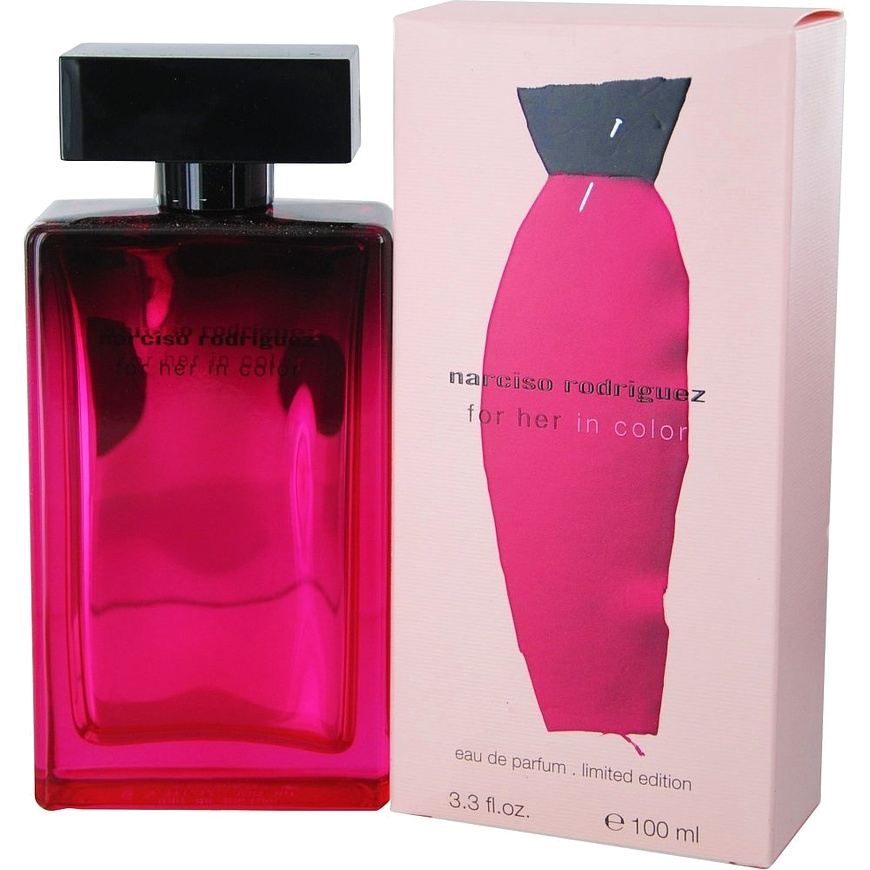 narciso rodriguez
for her in color
narciso rodriguez
for her in color
eau de parfum . limited edition
3.3 fl.oz.
℮ 100 ml